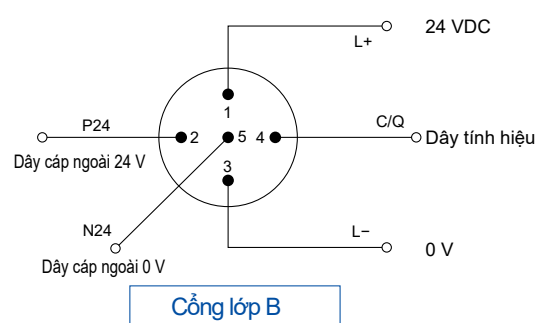 24 VDC
L+
1
P24
C/Q
2 5 4
Dây tính hiệu
Dây cáp ngoài 24 V
3
N24
L−
0 V
Dây cáp ngoài 0 V
Cổng lớp B